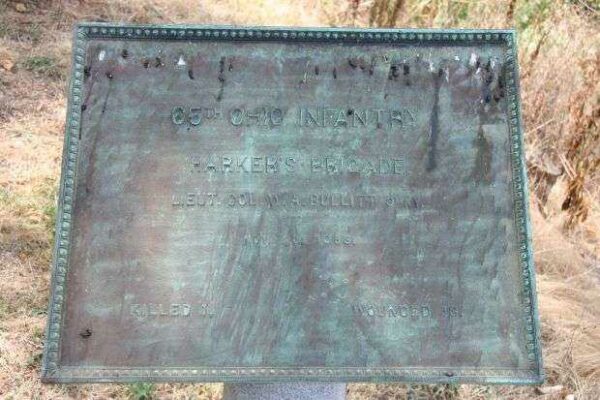 65TH OHIO INFANTRY
HARKER'S BRIGADE
LIEUT. COL. W. H. BULLITT
KILLED
WOUNDED